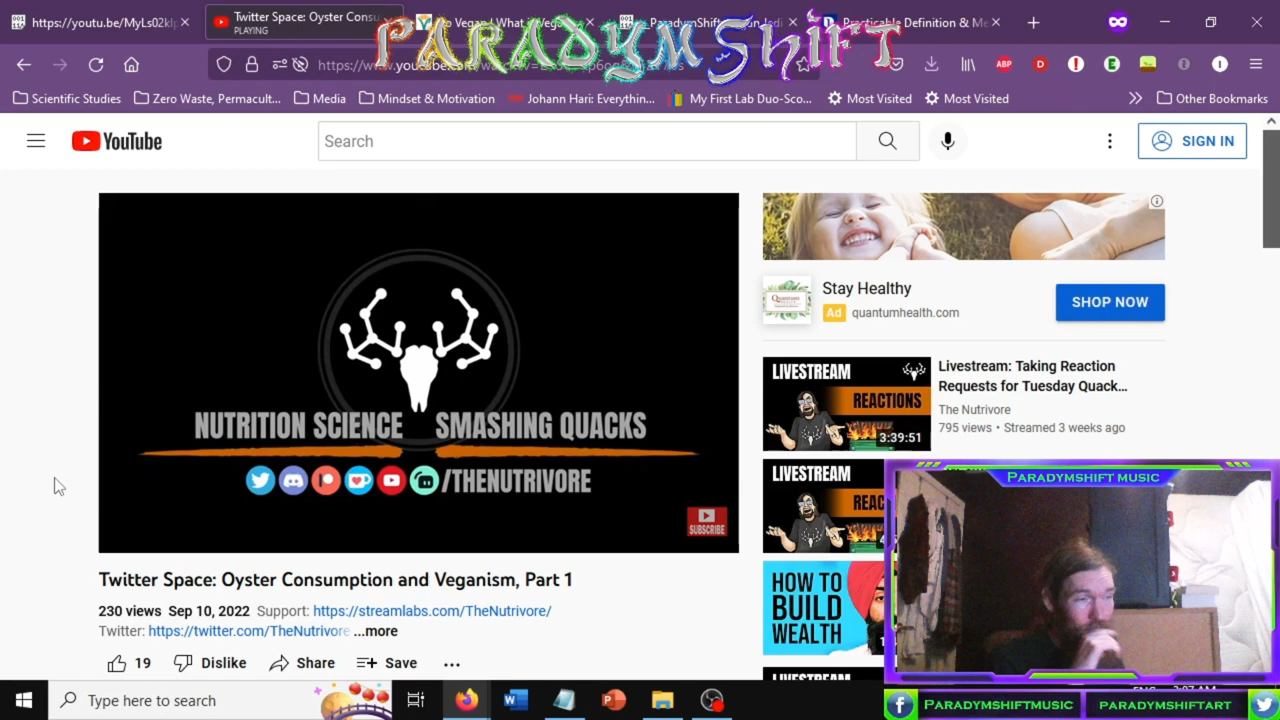 https://youtu.be/MyLs02kI
Twitter Space: Oyster Consu
PLAYING
ParadymShift
https://
Scientific Studies
Zero Waste, Permacult...
Media
Mindset & Motivation
Johann Hari: Everythin...
My First Lab Duo-Sco...
Most Visited
Most Visited
Other Bookmarks
YouTube
Search
SIGN IN
NUTRITION SCIENCE SMASHING QUACKS
/THENUTRIVORE
SUBSCRIBE
Stay Healthy
Ad quantumhealth.com
SHOP NOW
LIVESTREAM
REACTIONS
3:39:51
Livestream: Taking Reaction
Requests for Tuesday Quack...
The Nutrivore
795 views • Streamed 3 weeks ago
LIVESTREAM
HOW TO
BUILD
WEALTH
LIVESTREAM
Twitter Space: Oyster Consumption and Veganism, Part 1
230 views Sep 10, 2022 Support: https://streamlabs.com/TheNutrivore/
Twitter: https://twitter.com/TheNutrivore ...more
19
Dislike
Share
Save
Paradymshift Music
Type here to search
PARADYMSHIFTMUSIC
PARADYMSHIFTART